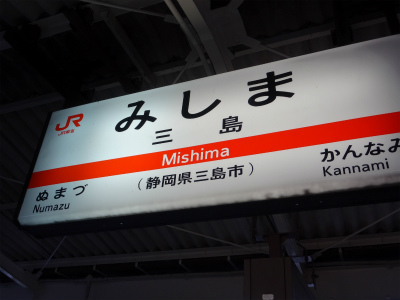 JR
JR東海
みしま
三島
Mishima
(静岡県三島市)
ぬまづ
Numazu
かんなみ
Kannami